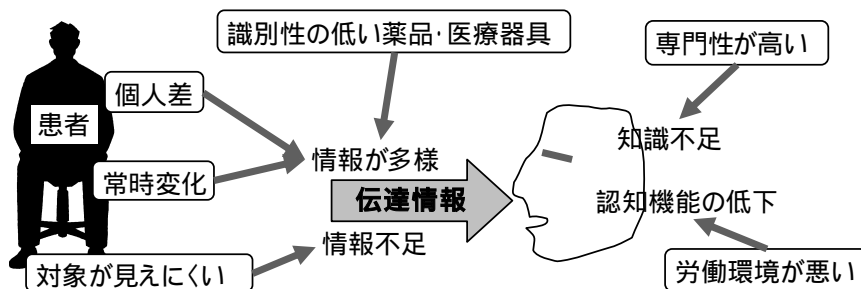 識別性の低い薬品･医療器具
専門性が高い
個人差
患者
知識不足
情報が多様
常時変化
伝達情報
認知機能の低下
情報不足
対象が見えにくい
労働環境が悪い